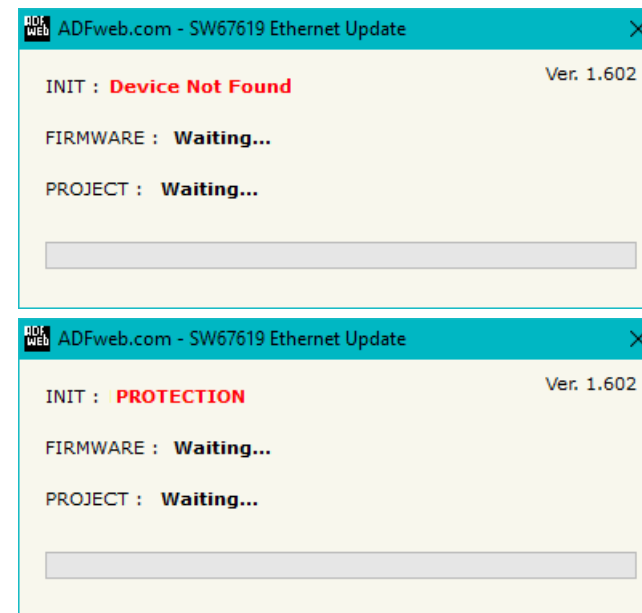 ADF web ADFweb.com - SW67619 Ethernet Update
Ver. 1.602
INIT : Device Not Found
FIRMWARE : Waiting...
PROJECT : Waiting...
ADF web ADFweb.com - SW67619 Ethernet Update
Ver. 1.602
INIT : PROTECTION
FIRMWARE : Waiting...
PROJECT : Waiting...